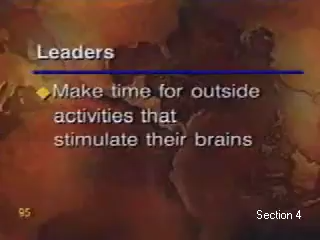 Leaders
Make time for outside
activities that
stimulate their brains
95
Section 4